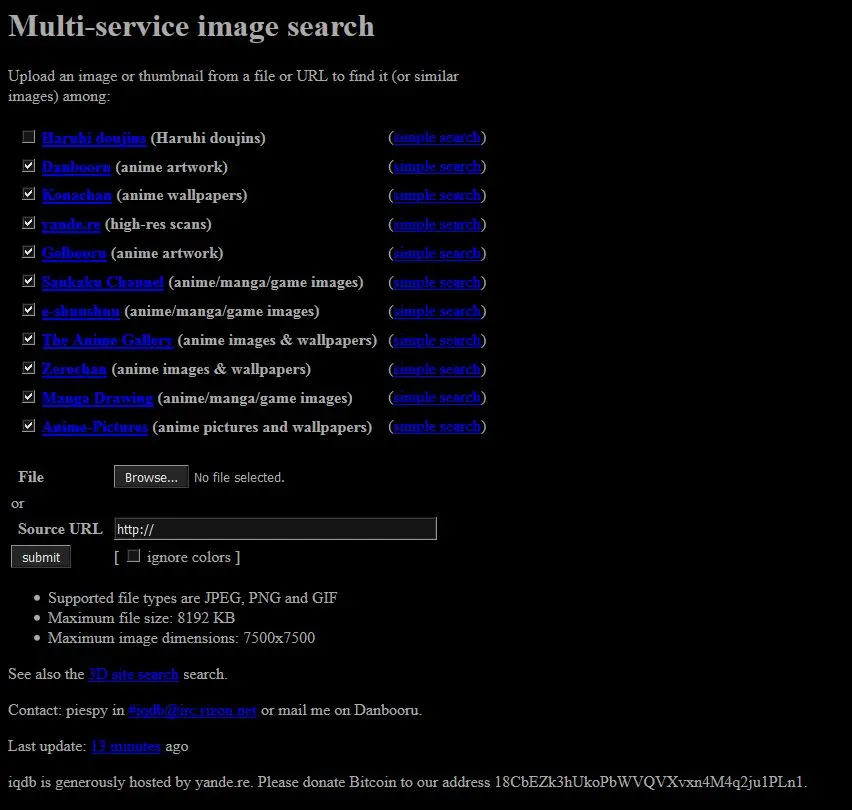 Multi-service image search
Upload an image or thumbnail from a file or URL to find it (or similar
images) among:
Haruhi doujins (Haruhi doujins) (simple search)
Danbooru (anime artwork) (simple search)
Konachan (anime wallpapers) (simple search)
yande.re (high-res scans) (simple search)
Gelbooru (anime artwork) (simple search)
Sankaku Channel (anime/manga/game images) (simple search)
e-shuushuu (anime/manga/game images) (simple search)
The Anime Gallery (anime images & wallpapers) (simple search)
Zerochan (anime images & wallpapers) (simple search)
Manga Drawing (anime/manga/game images) (simple search)
Anime-Pictures (anime pictures and wallpapers) (simple search)
File Browse... No file selected.
or
Source URL http://
submit [ ignore colors ]
• Supported file types are JPEG, PNG and GIF
• Maximum file size: 8192 KB
• Maximum image dimensions: 7500x7500
See also the 3D site search search.
Contact: piespy in #iqdb@irc.rizon.net or mail me on Danbooru.
Last update: 13 minutes ago
iqdb is generously hosted by yande.re. Please donate Bitcoin to our address 18CbEZk3hUkoPbWVQVXvxn4M4q2ju1PLn1.